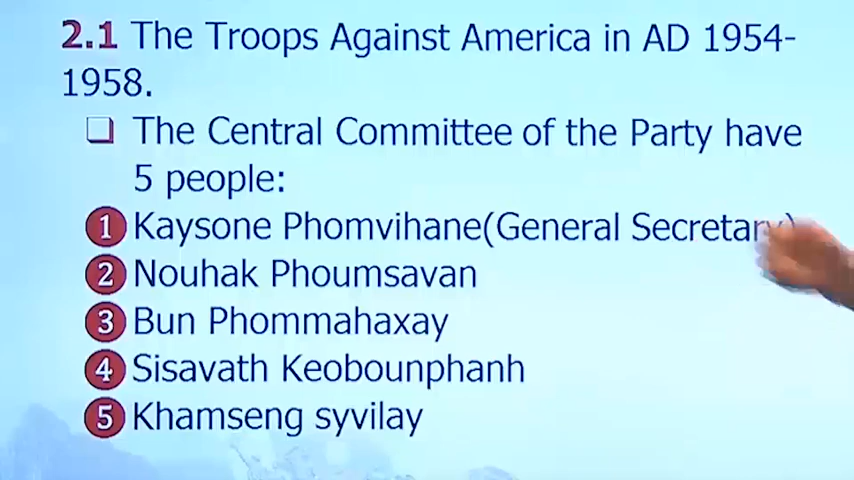 2.1 The Troops Against America in AD 1954-
1958.
❑ The Central Committee of the Party have
5 people:
1 Kaysone Phomvihane(General Secretary)
2 Nouhak Phoumsavan
3 Bun Phommahaxay
4 Sisavath Keobounphanh
5 Khamseng syvilay